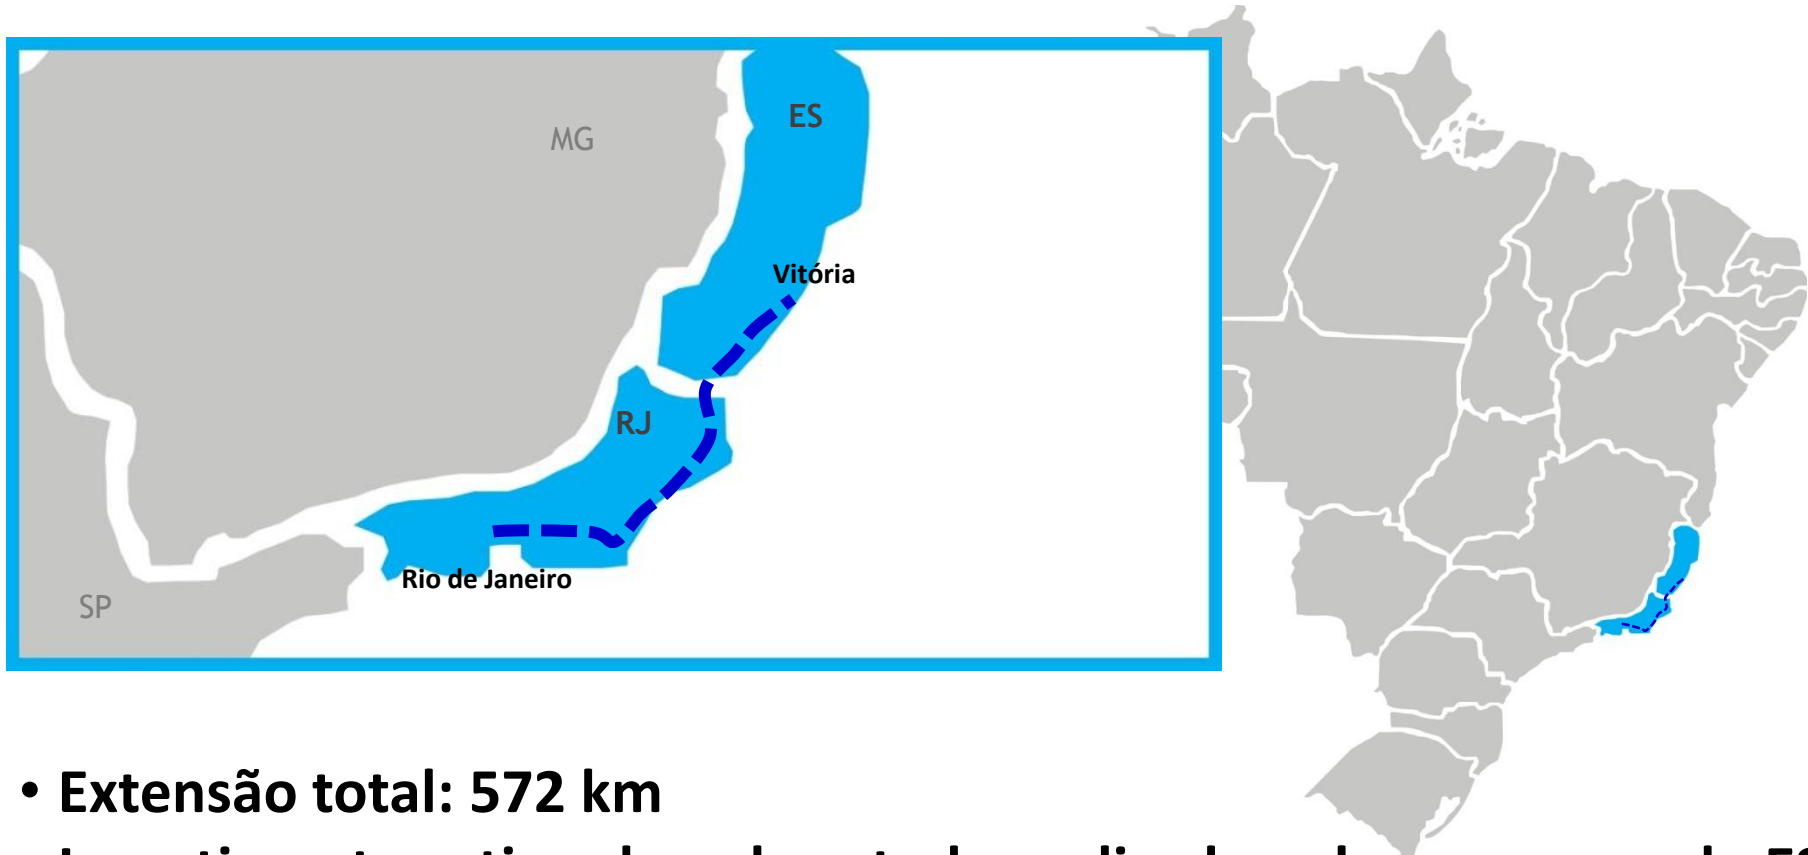 MG
ES
Vitória
RJ
Rio de Janeiro
SP
• Extensão total: 572 km